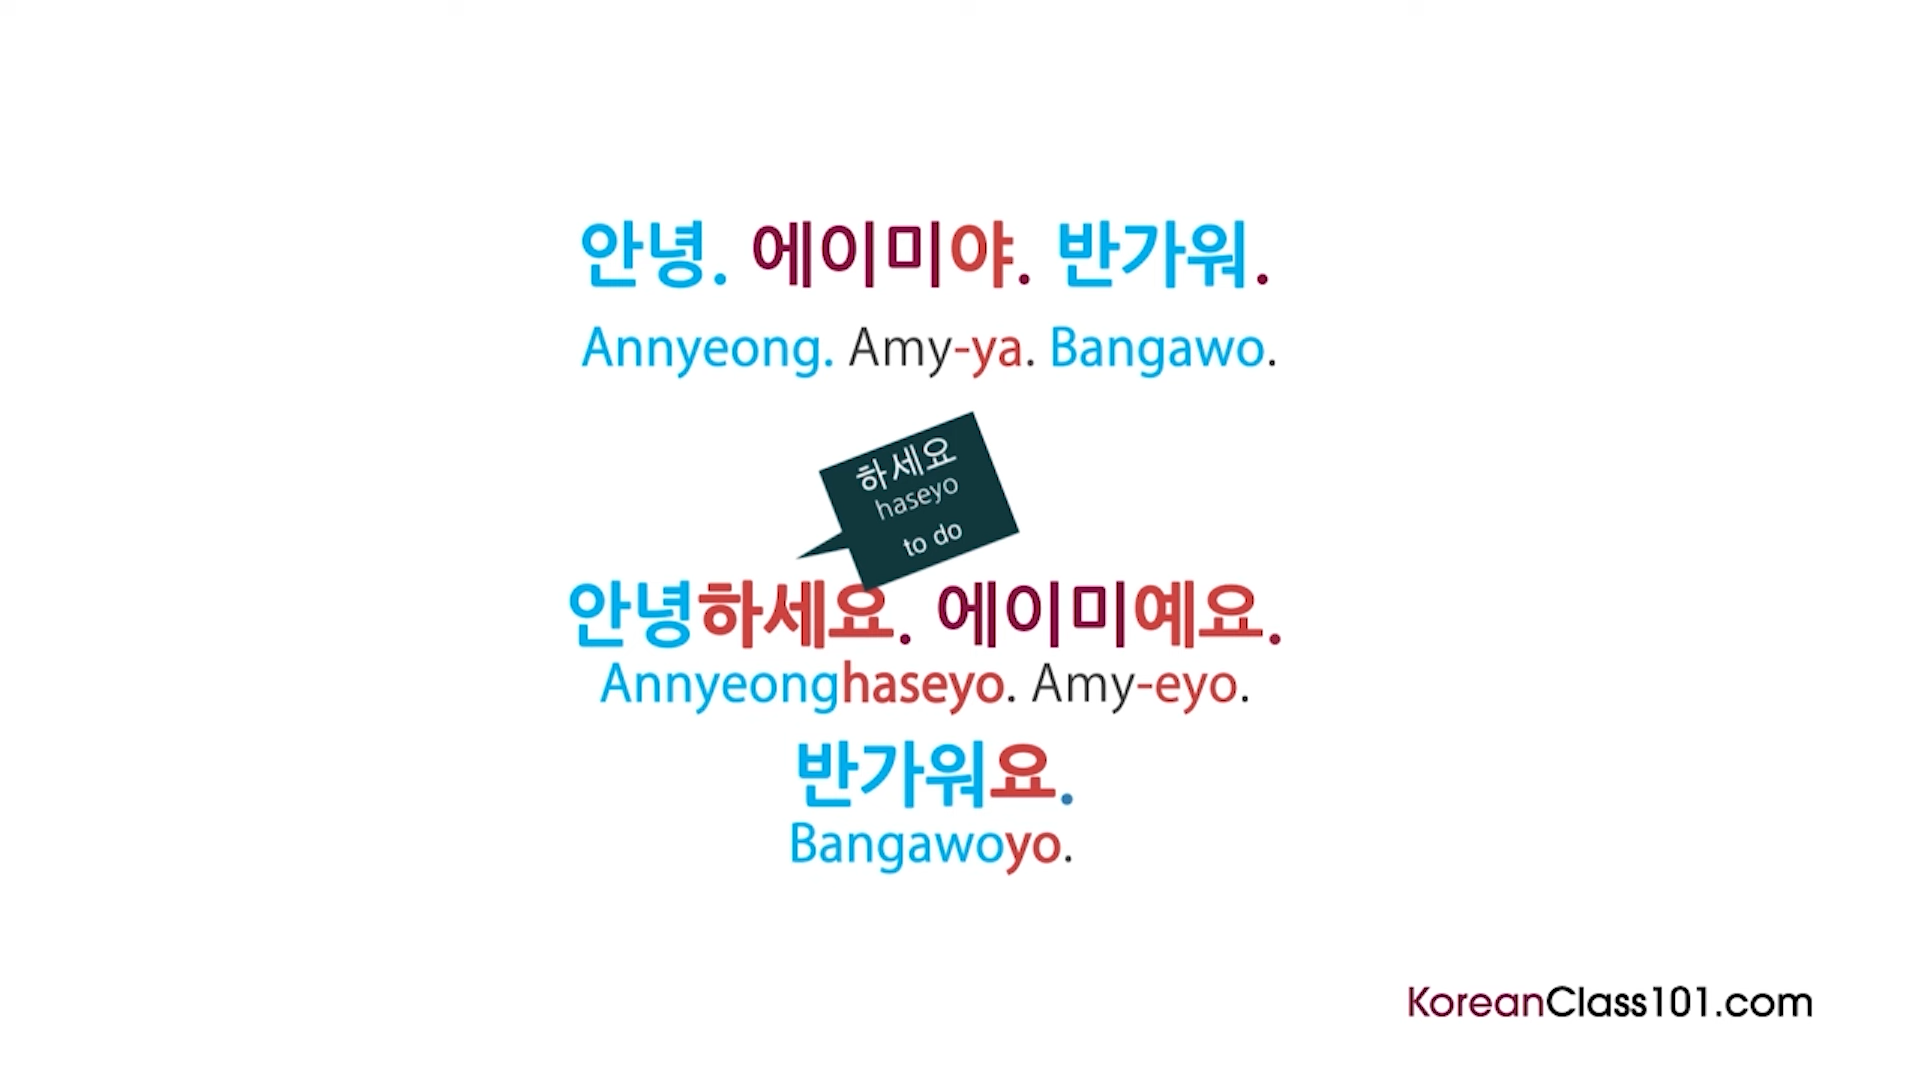 안녕. 에이미야. 반가워.
Annyeong. Amy-ya. Bangawo.
하세요
haseyo
to do
안녕하세요. 에이미예요.
Annyeonghaseyo. Amy-eyo.
반가워요.
Bangawoyo.
KoreanClass101.com